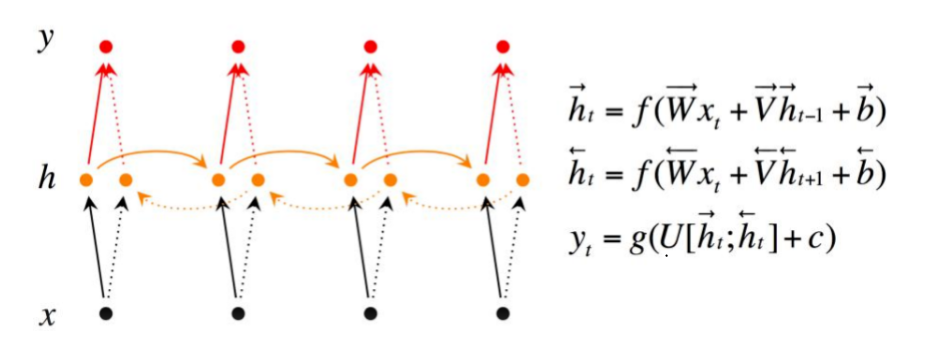 y
h
x
$\overrightarrow{h}_t = f(\overrightarrow{W}x_t + \overrightarrow{V}\overrightarrow{h}_{t-1} + \overrightarrow{b})$
$\overleftarrow{h}_t = f(\overleftarrow{W}x_t + \overleftarrow{V}\overleftarrow{h}_{t+1} + \overleftarrow{b})$
$y_t = g(U[\overrightarrow{h}_t;\overleftarrow{h}_t] + c)$